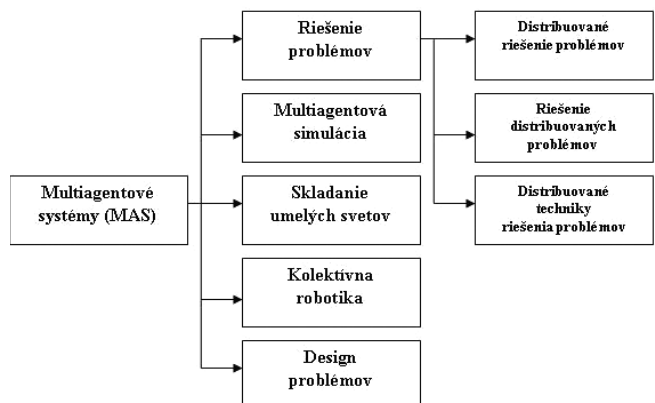 Multiagentové
systémy (MAS)
Riešenie
problémov
Multiagentová
simulácia
Skladanie
umelých svetov
Kolektívna
robotika
Design
problémov
Distribuované
riešenie problémov
Riešenie
distribuovaných
problémov
Distribuované
techniky
riešenia problémov